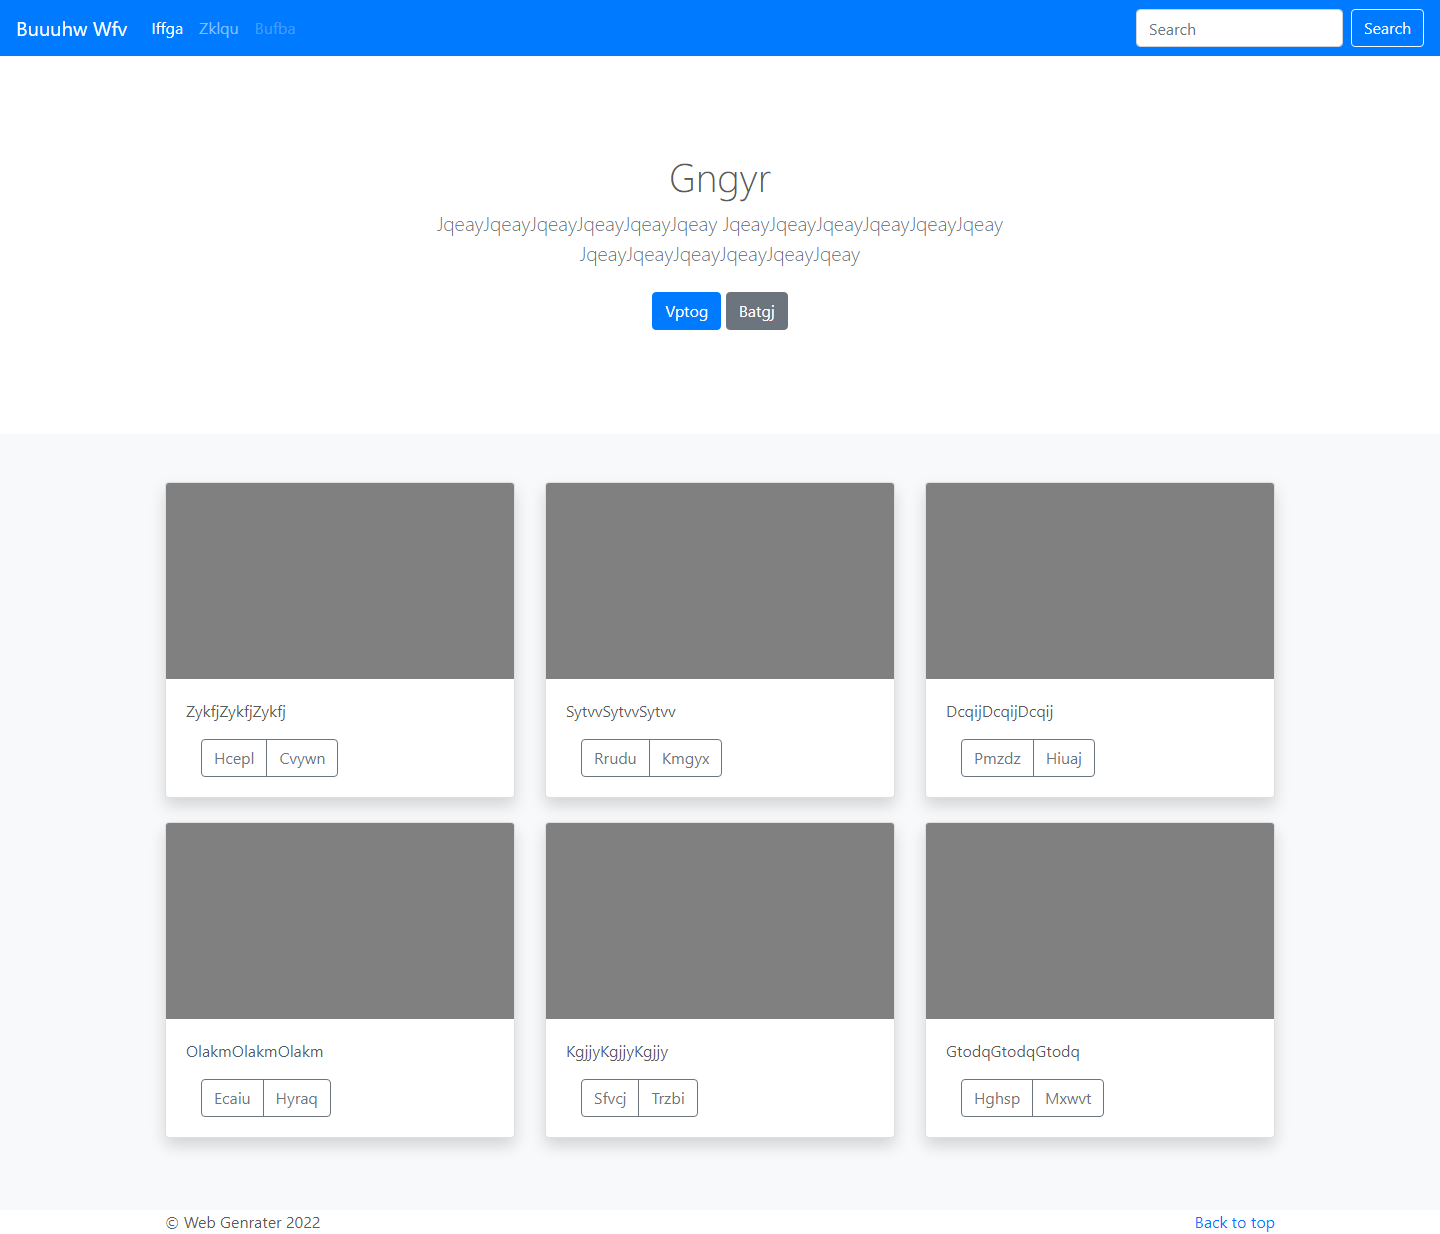 Buuuhw Wfv Iffga Zklqu Bufba Search Search
Gngyr
JqeayJqeayJqeayJqeayJqeayJqeay JqeayJqeayJqeayJqeayJqeayJqeay
JqeayJqeayJqeayJqeayJqeayJqeay
Vptog Batgj
ZykfjZykfjZykfj
Hcepl Cvywn
SytvvSytvvSytvv
Rrudu Kmgyx
DcqijDcqijDcqij
Pmzdz Hiuaj
OlakmOlakmOlakm
Ecaiu Hyraq
KgjjyKgjjyKgjjy
Sfvcj Trzbi
GtodqGtodqGtodq
Hghsp Mxwvt
© Web Genrater 2022
Back to top